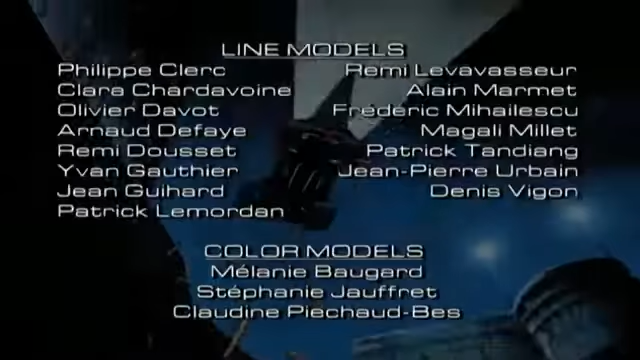 LINE MODELS
Philippe Clerc Remi Levavasseur
Clara Chardavoine Alain Marmet
Olivier Davot Fréderic Mihailescu
Arnaud Defaye Magali Millet
Remi Dousset Patrick Tandiang
Yvan Gauthier Jean-Pierre Urbain
Jean Guihard Denis Vigon
Patrick Lemordan
COLOR MODELS
Mélanie Baugard
Stéphanie Jauffret
Claudine Piechaud-Bes